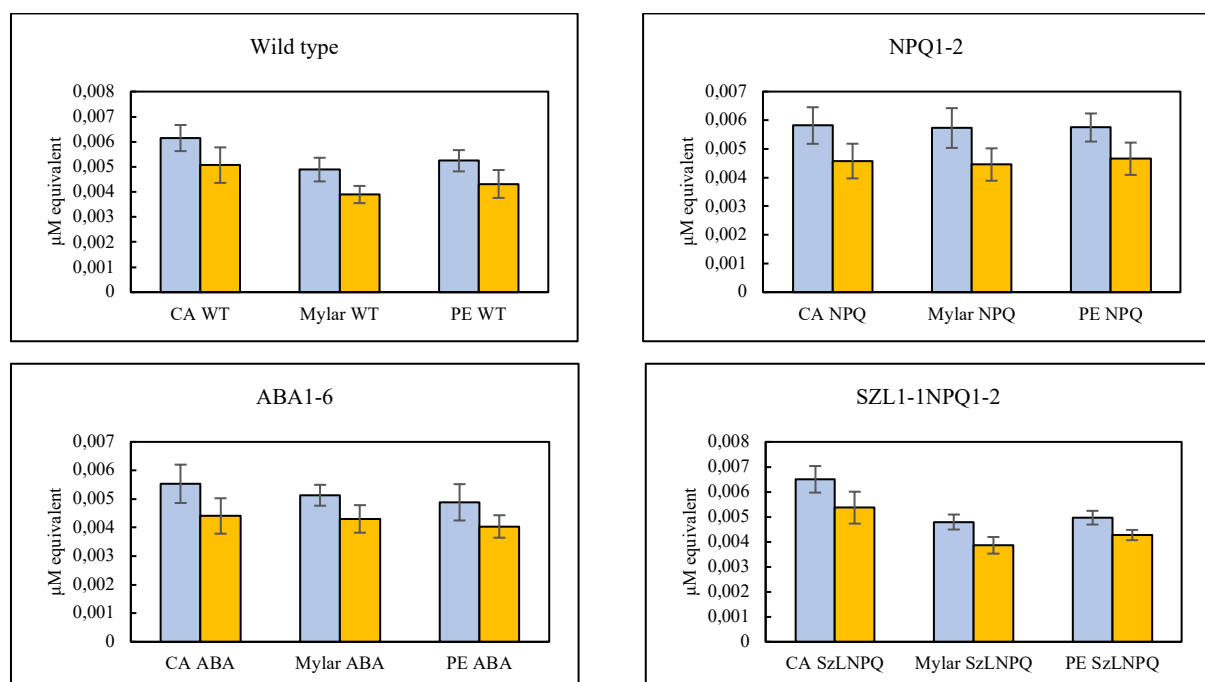 Wild type
0,008
0,007
0,006
0,005
0,004
0,003
0,002
0,001
0
µM equivalent
CA WT Mylar WT PE WT
NPQ1-2
0,007
0,006
0,005
0,004
0,003
0,002
0,001
0
µM equivalent
CA NPQ Mylar NPQ PE NPQ
ABA1-6
0,007
0,006
0,005
0,004
0,003
0,002
0,001
0
µM equivalent
CA ABA Mylar ABA PE ABA
SZL1-1NPQ1-2
0,008
0,007
0,006
0,005
0,004
0,003
0,002
0,001
0
µM equivalent
CA SzLNPQ Mylar SzLNPQ PE SzLNPQ